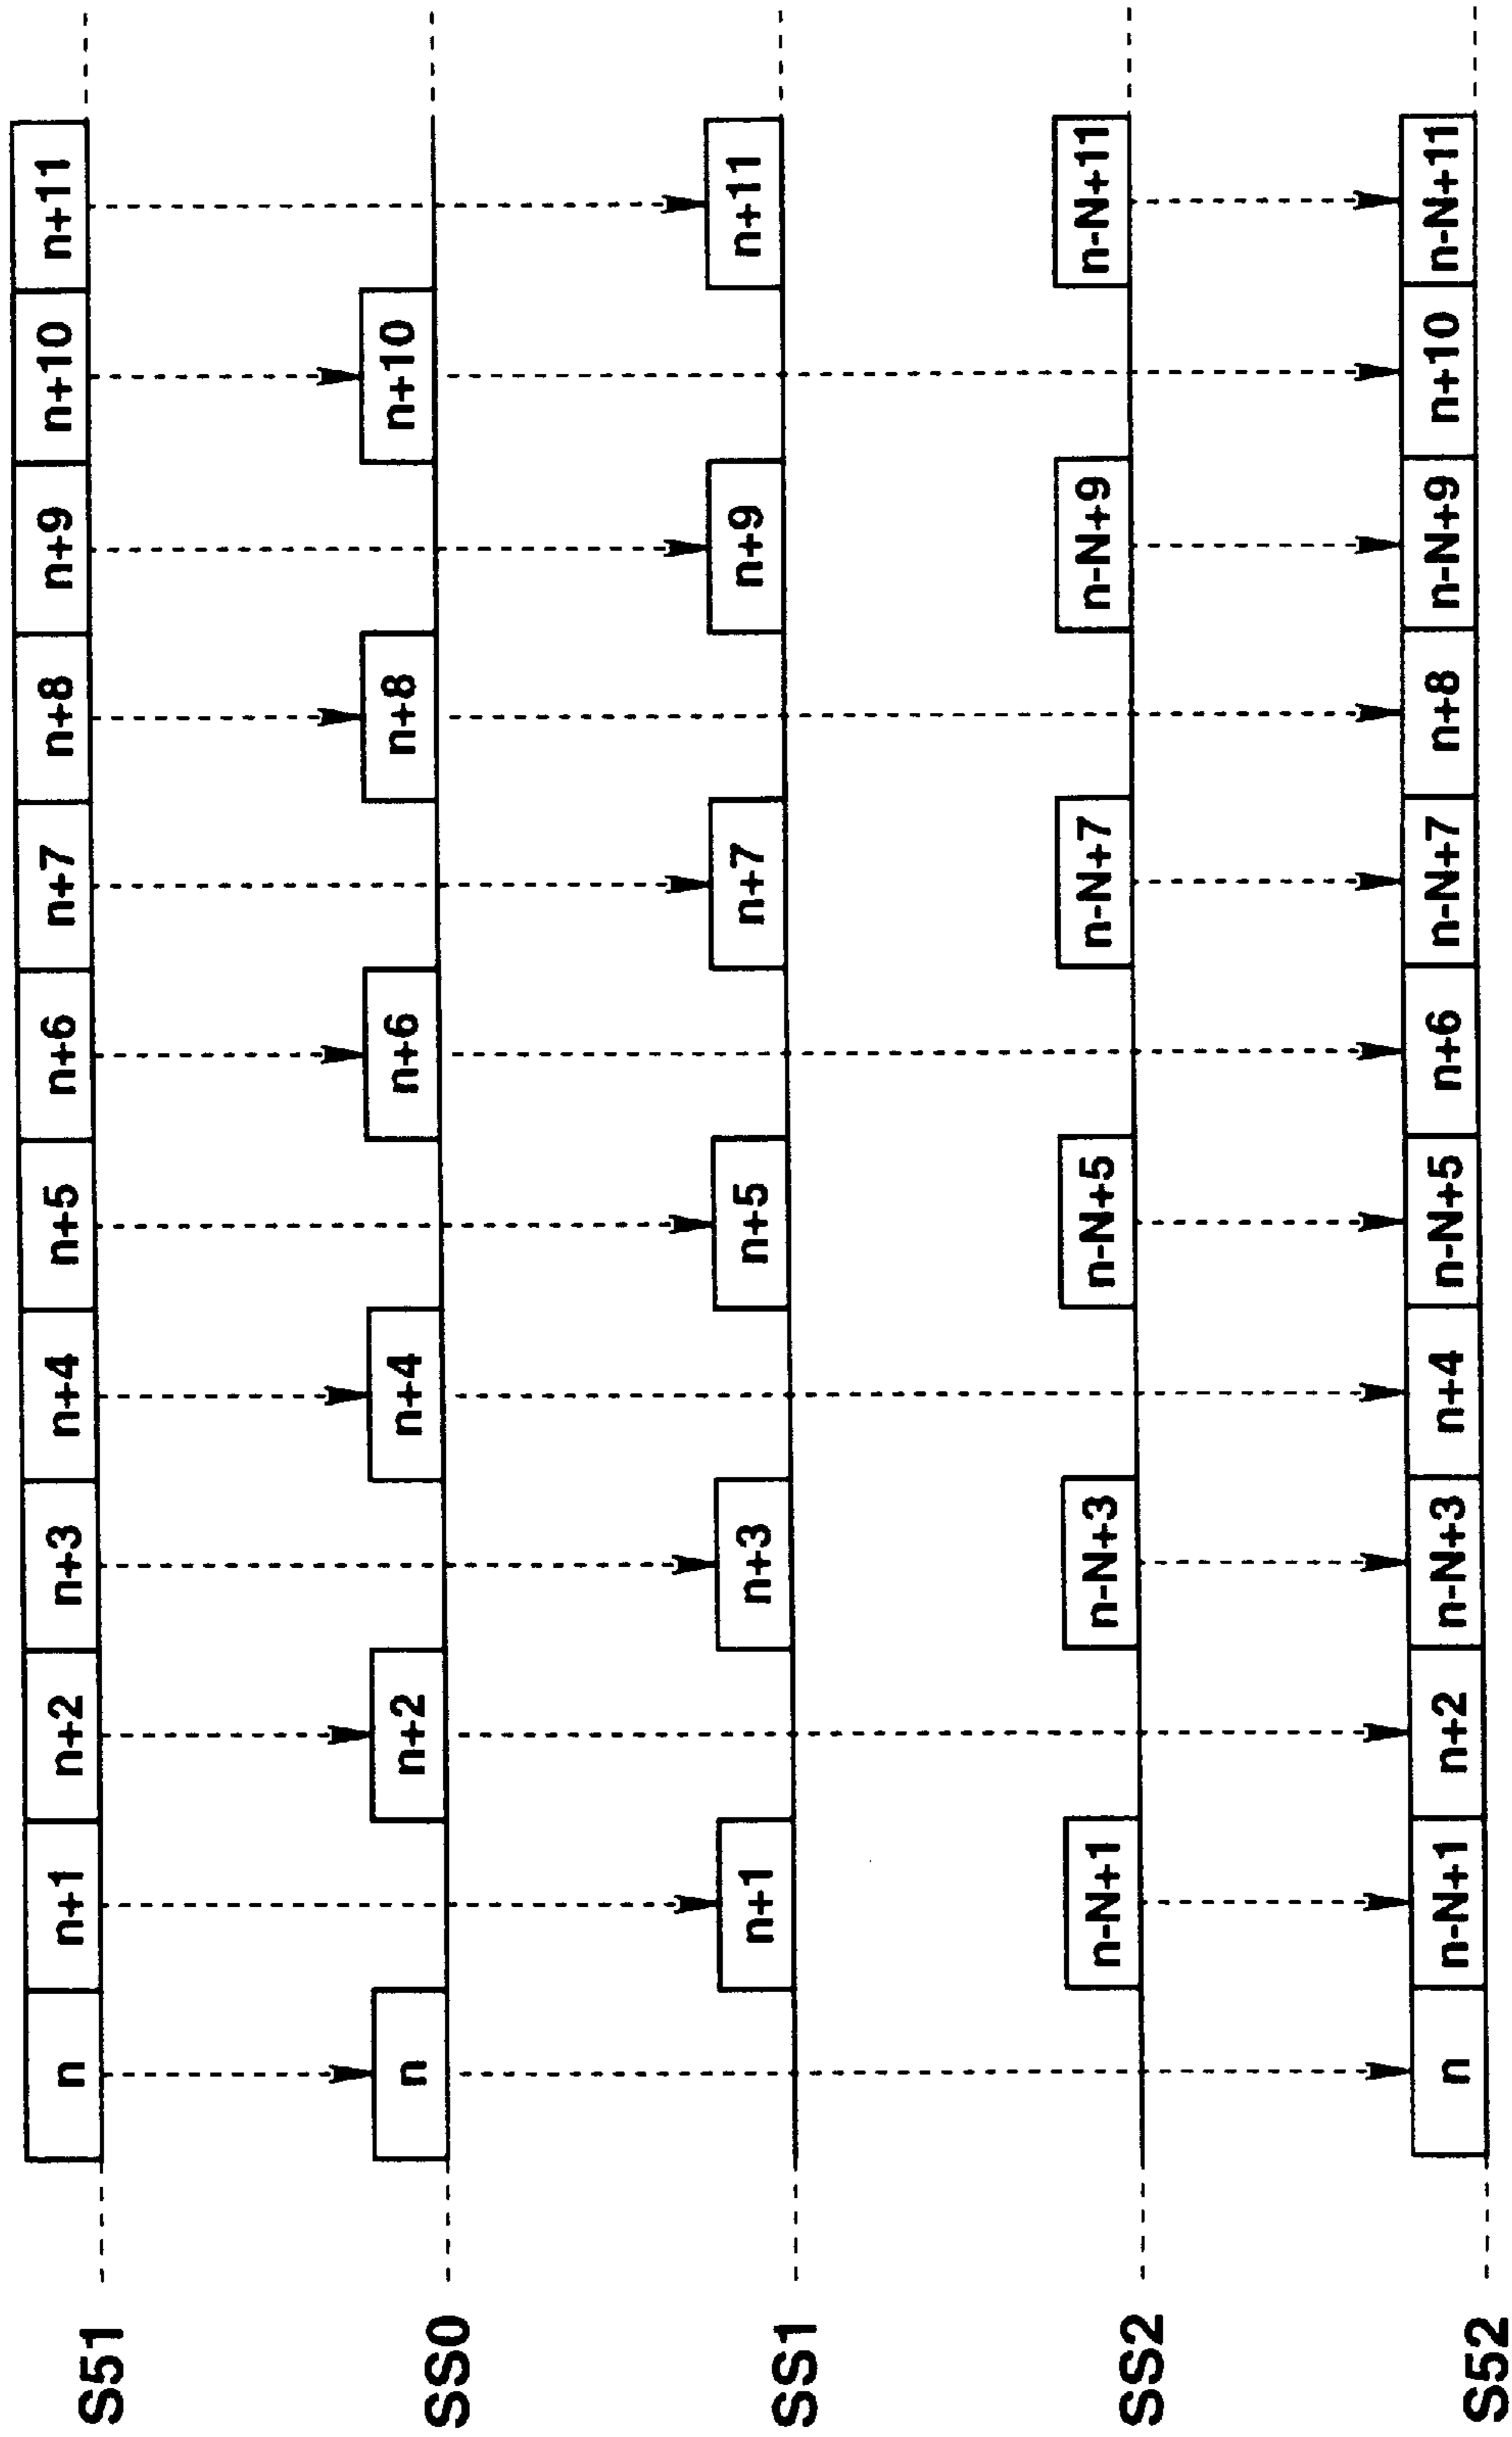 S51 n n+1 n+2 n+3 n+4 n+5 n+6 n+7 n+8 n+9 n+10 n+11
SS0 n n+2 n+4 n+6 n+8 n+10
SS1 n+1 n+3 n+5 n+7 n+9 n+11
SS2 n-N+1 n-N+3 n-N+5 n-N+7 n-N+9 n-N+11
S52 n n-N+1 n+2 n-N+3 n+4 n-N+5 n+6 n-N+7 n+8 n-N+9 n+10 n-N+11